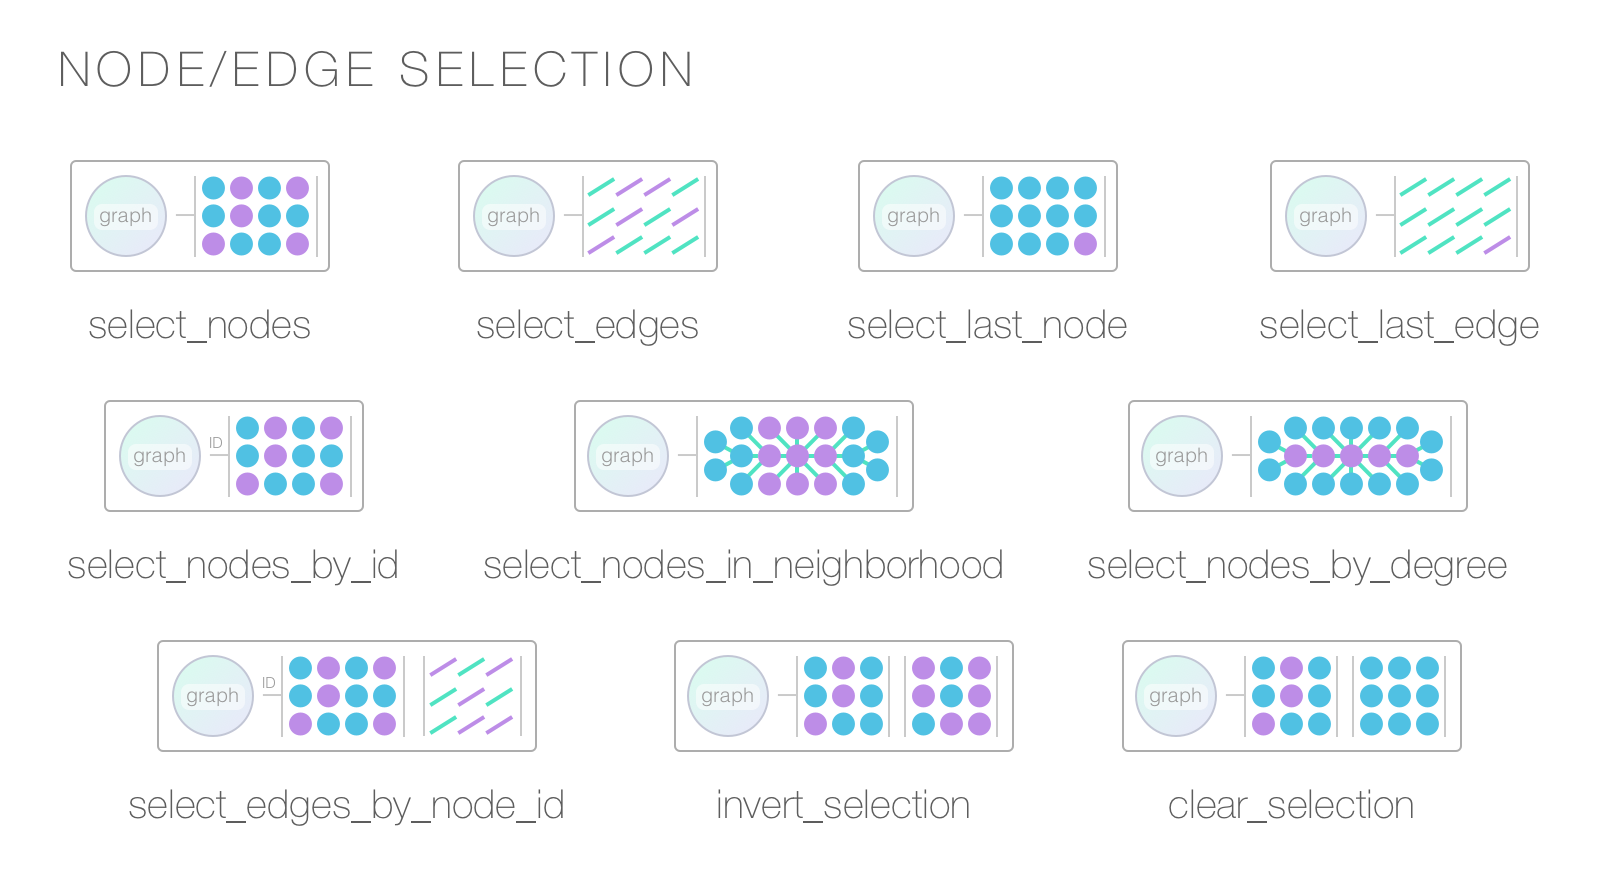 NODE/EDGE SELECTION
graph graph graph graph
select_nodes select_edges select_last_node select_last_edge
graph ID graph graph
select_nodes_by_id select_nodes_in_neighborhood select_nodes_by_degree
graph ID graph graph
select_edges_by_node_id invert_selection clear_selection